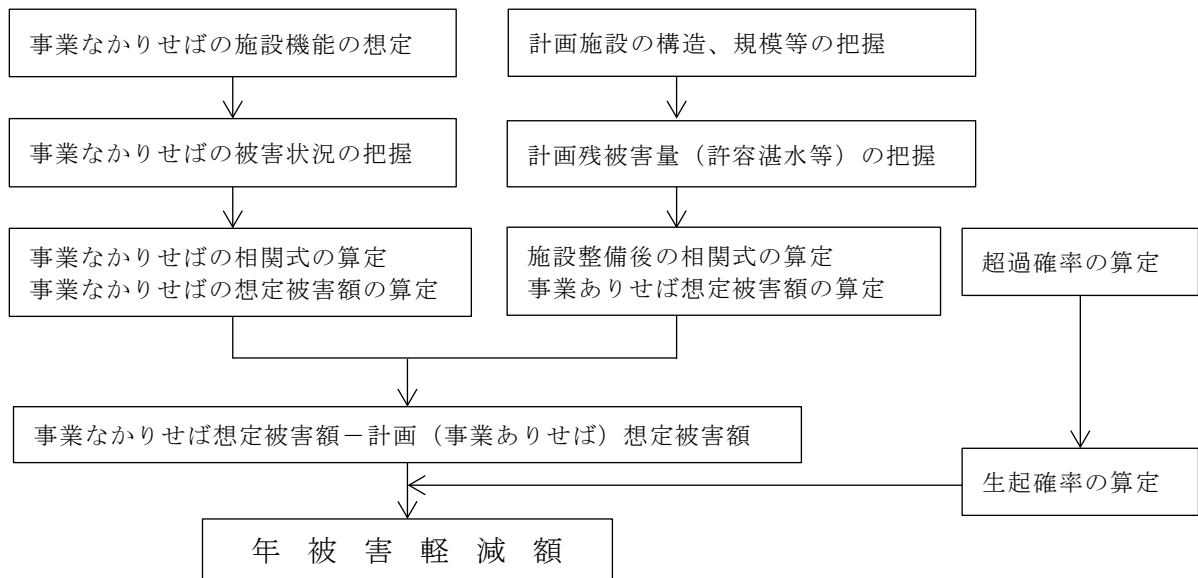 事業なかりせばの施設機能の想定
計画施設の構造、規模等の把握
事業なかりせばの被害状況の把握
計画残被害量（許容湛水等）の把握
事業なかりせばの相関式の算定
事業なかりせばの想定被害額の算定
施設整備後の相関式の算定
事業ありせば想定被害額の算定
超過確率の算定
事業なかりせば想定被害額－計画（事業ありせば）想定被害額
生起確率の算定
年被害軽減額